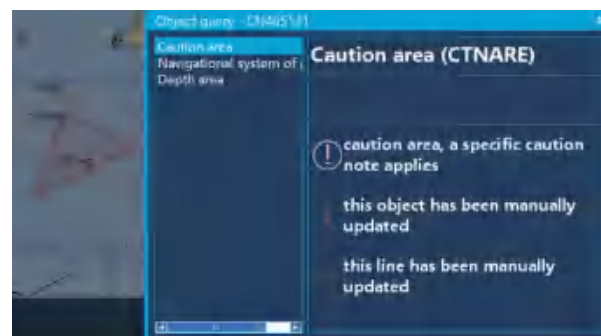 Object query -
Caution area
Navigational system of
Depth area
Caution area (CTNARE)
caution area, a specific caution
note applies
this object has been manually
updated
this line has been manually
updated